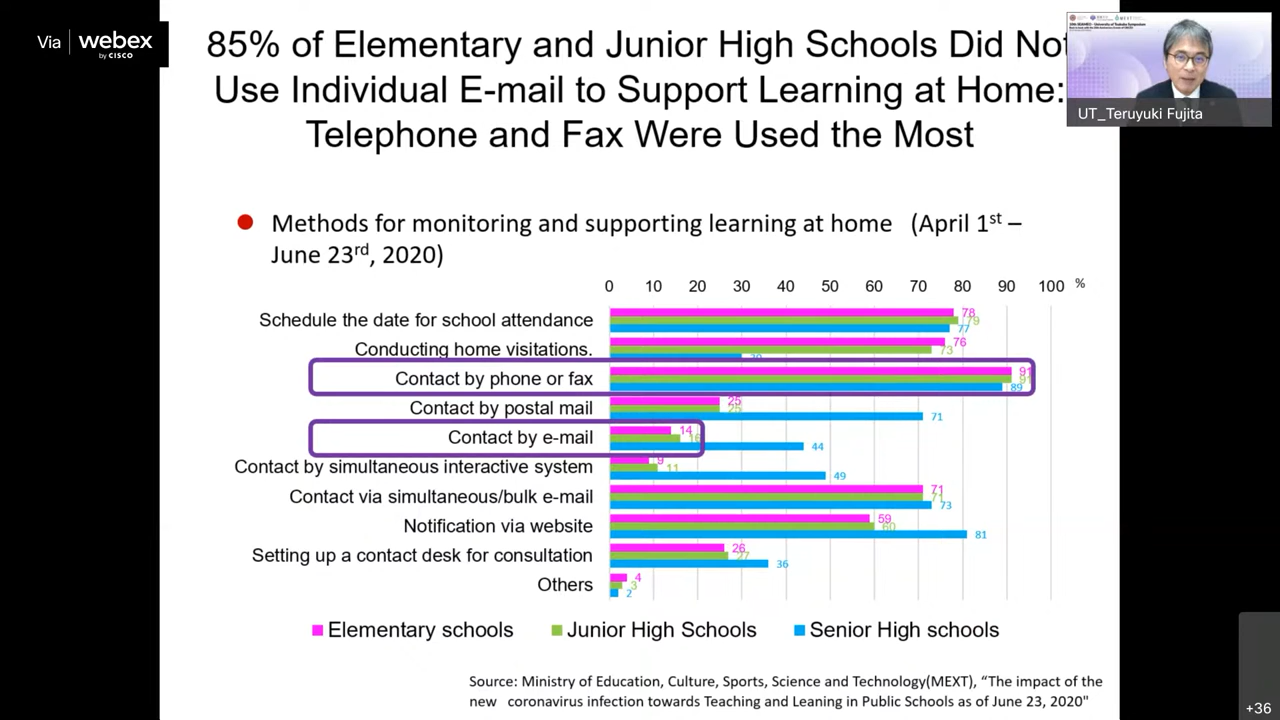 Via webex
by CISCO
85% of Elementary and Junior High Schools Did Not
Use Individual E-mail to Support Learning at Home:
Telephone and Fax Were Used the Most
UT_Teruyuki Fujita
Methods for monitoring and supporting learning at home (April 1st –
June 23rd, 2020)
0 10 20 30 40 50 60 70 80 90 100 %
Schedule the date for school attendance 78 79 77
Conducting home visitations. 76 73
Contact by phone or fax 91 91 89
Contact by postal mail 25 25 71
Contact by e-mail 14 16 44
Contact by simultaneous interactive system 9 11 49
Contact via simultaneous/bulk e-mail 71 71 73
Notification via website 59 60 81
Setting up a contact desk for consultation 26 27 36
Others 4 3 2
Elementary schools Junior High Schools Senior High schools
Source: Ministry of Education, Culture, Sports, Science and Technology(MEXT), “The impact of the
new coronavirus infection towards Teaching and Leaning in Public Schools as of June 23, 2020"
+36